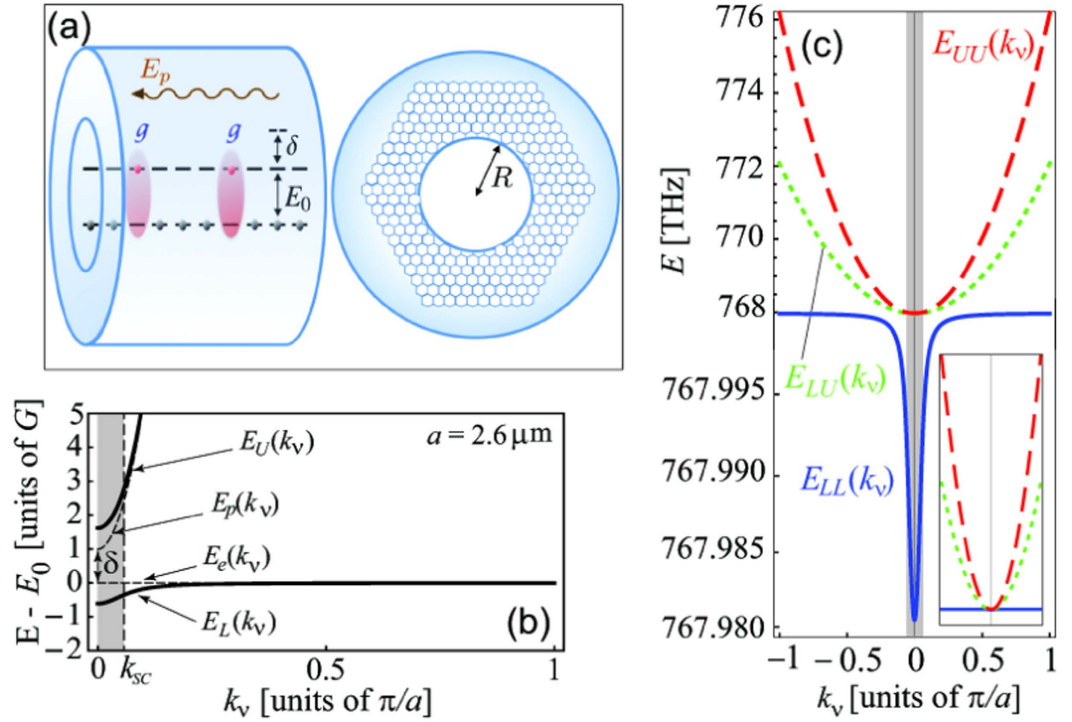 (a)
E_p
g g
δ
E_0
R
5
4
3
2
1
0
−1
−2
E - E_0 [units of G]
a = 2.6 μm
E_U(k_ν)
E_p(k_ν)
E_e(k_ν)
δ
E_L(k_ν)
(b)
0 k_SC 0.5 1
k_ν [units of π/a]
(c)
776
774
772
770
768
767.995
767.990
767.985
767.980
E [THz]
E_UU(k_ν)
E_LU(k_ν)
E_LL(k_ν)
−1 −0.5 0 0.5 1
k_ν [units of π/a]